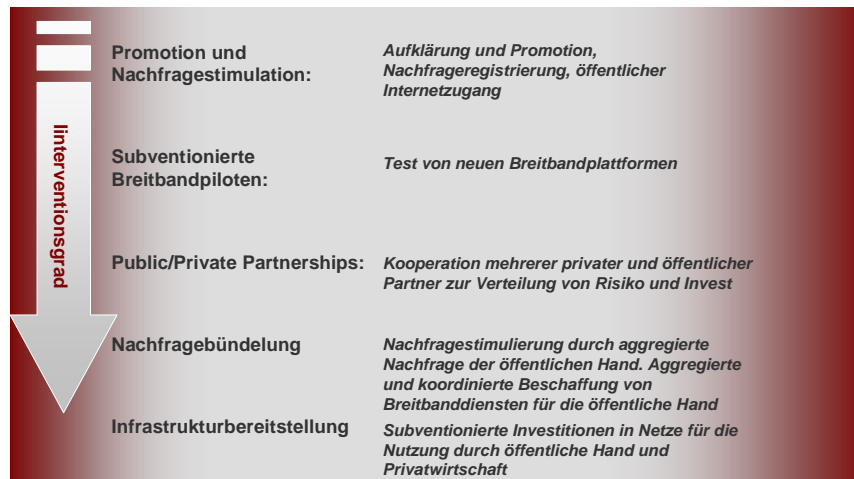 Promotion und
Nachfragestimulation:
Aufklärung und Promotion,
Nachfrageregistrierung, öffentlicher
Internetzugang
Iinterventionsgrad
Subventionierte
Breitbandpiloten:
Test von neuen Breitbandplattformen
Public/Private Partnerships:
Kooperation mehrerer privater und öffentlicher
Partner zur Verteilung von Risiko und Invest
Nachfragebündelung
Nachfragestimulierung durch aggregierte
Nachfrage der öffentlichen Hand. Aggregierte
und koordinierte Beschaffung von
Breitbanddiensten für die öffentliche Hand
Infrastrukturbereitstellung
Subventionierte Investitionen in Netze für die
Nutzung durch öffentliche Hand und
Privatwirtschaft